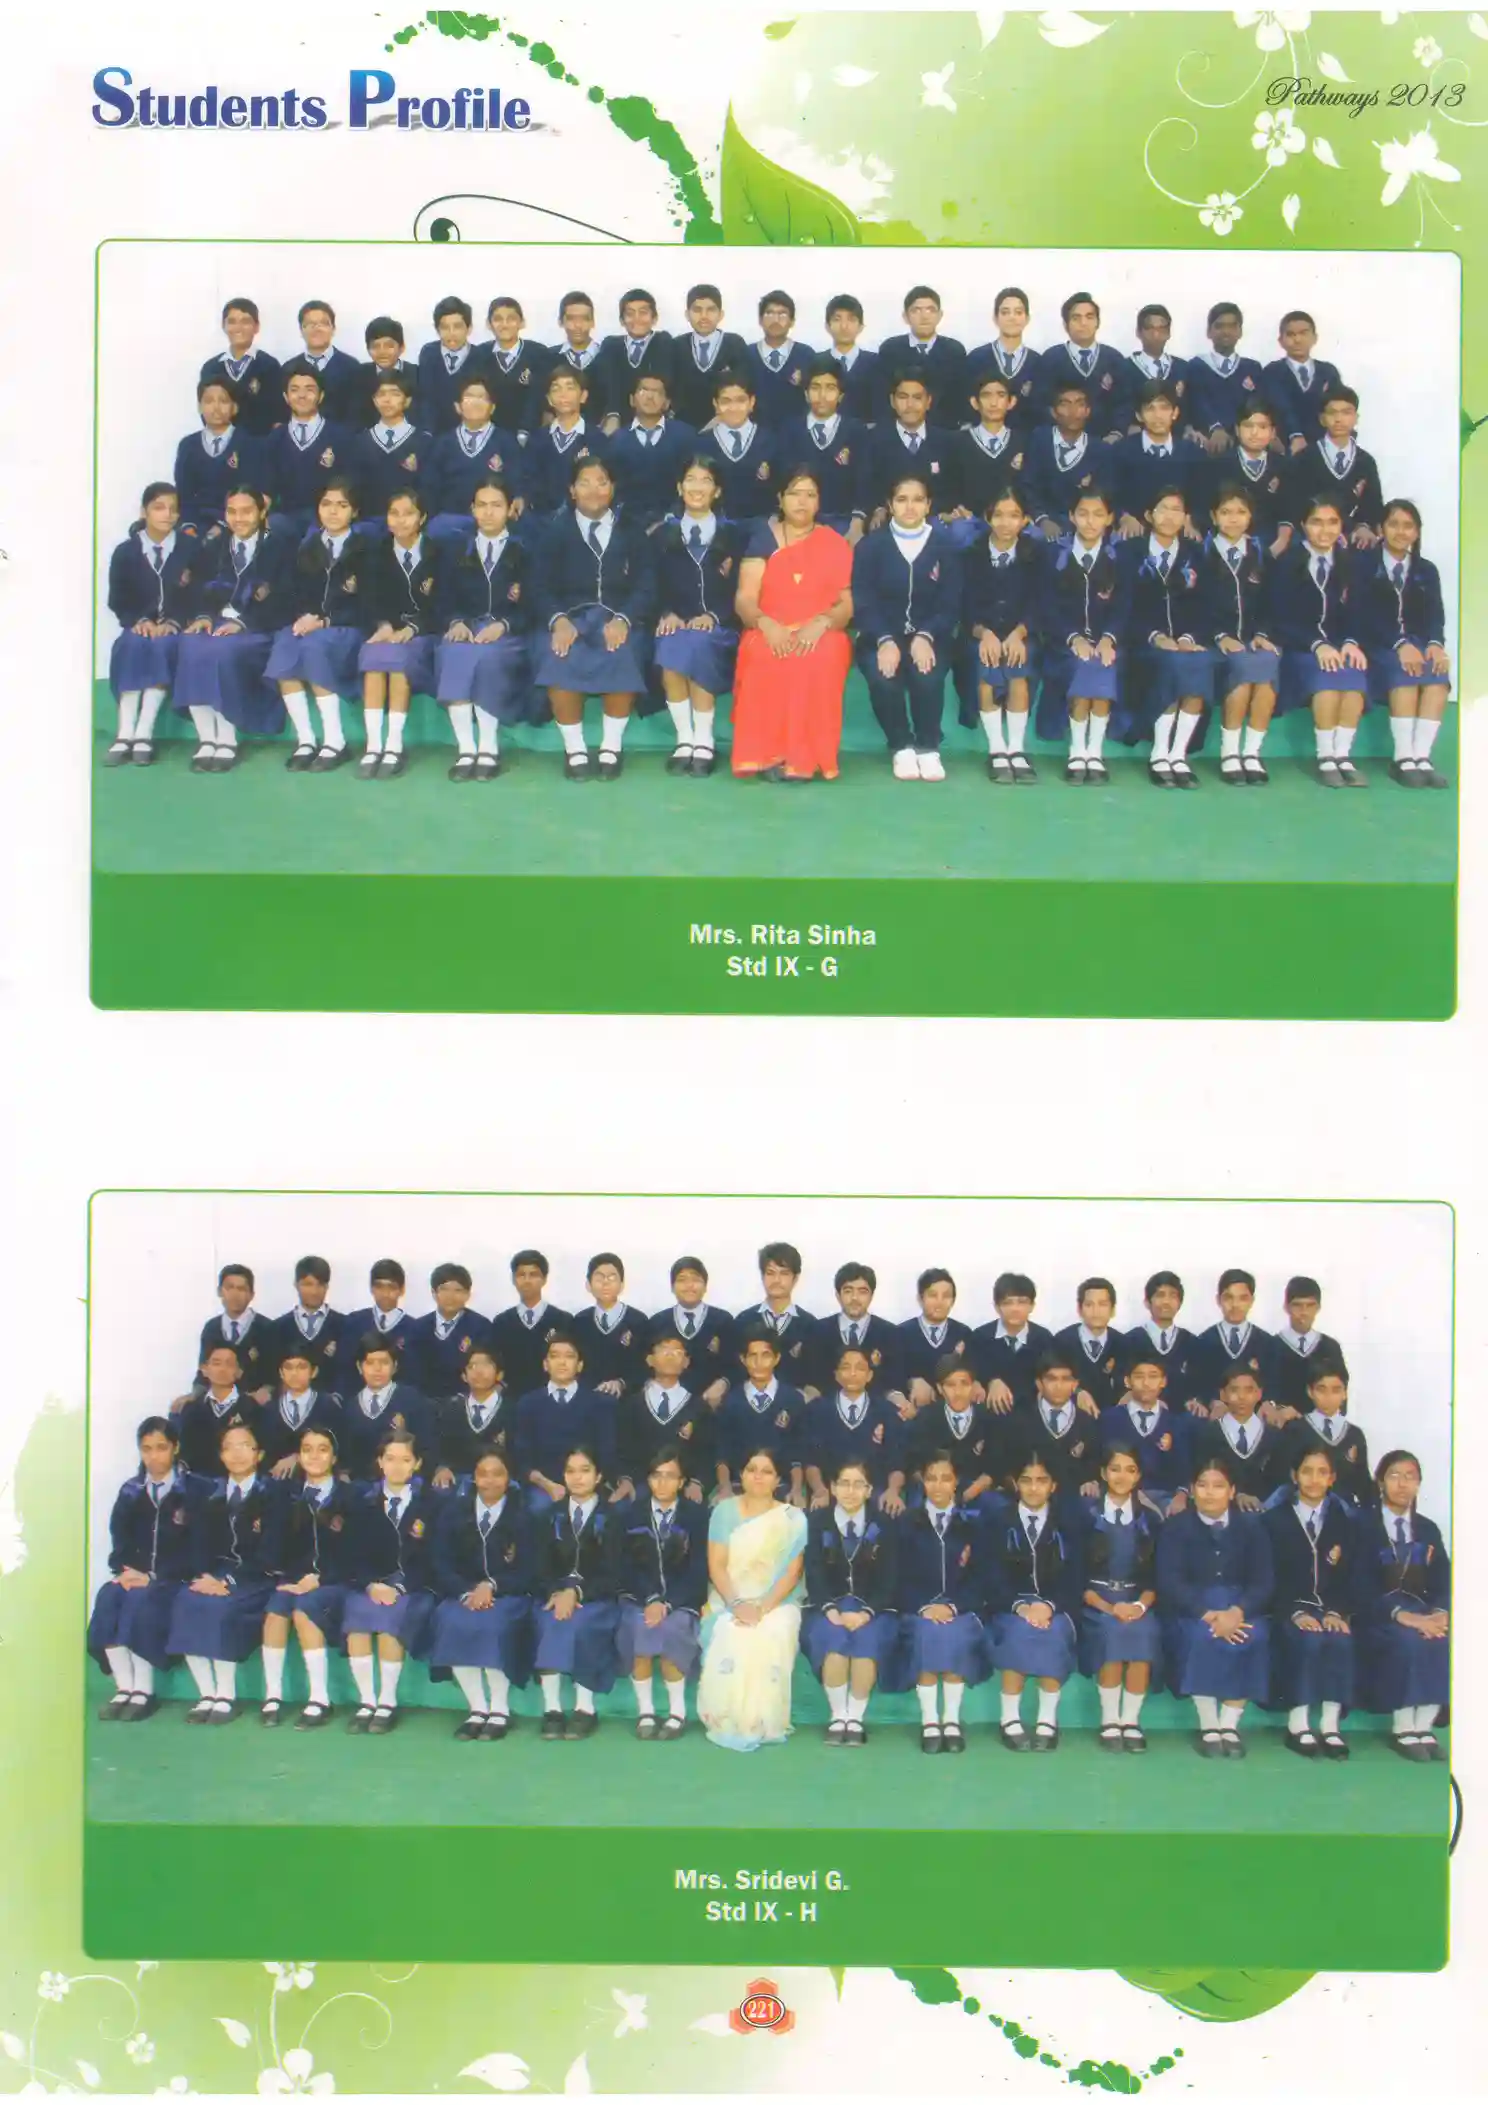 Students Profile
Pathways 2013
Mrs. Rita Sinha
Std IX - G
Mrs. Sridevi G.
Std IX - H
221